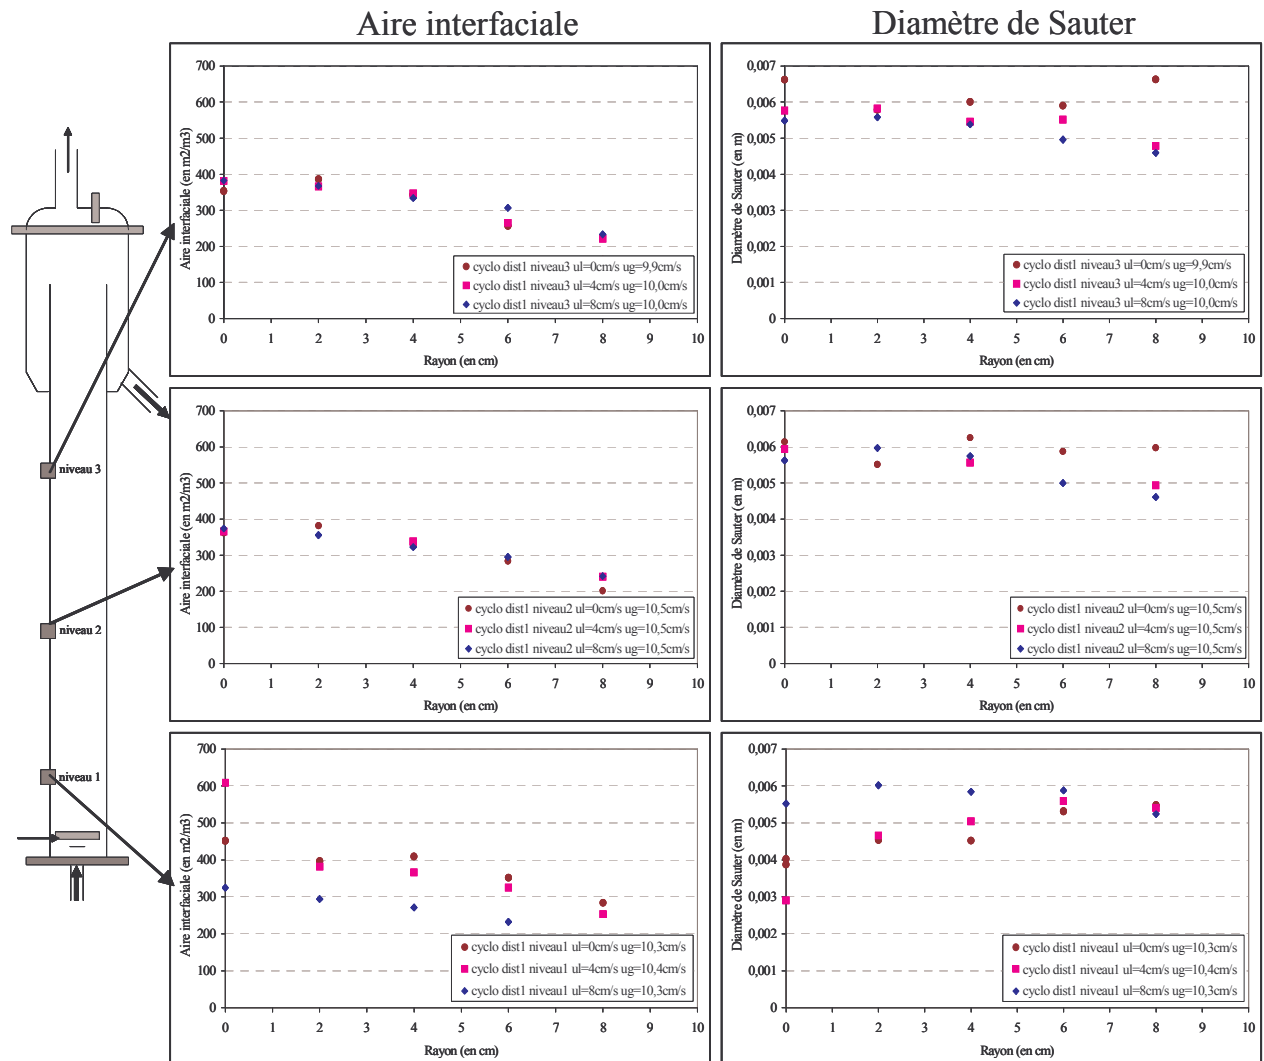 Aire interfaciale
Diamètre de Sauter
Aire interfaciale (en m2/m3)
700
600
500
400
300
200
100
0
0 1 2 3 4 5 6 7 8 9 10
Rayon (en cm)
cyclo dist1 niveau3 ul=0cm/s ug=9,9cm/s
cyclo dist1 niveau3 ul=4cm/s ug=10,0cm/s
cyclo dist1 niveau3 ul=8cm/s ug=10,0cm/s
Diamètre de Sauter (en m)
0,007
0,006
0,005
0,004
0,003
0,002
0,001
0
0 1 2 3 4 5 6 7 8 9 10
Rayon (en cm)
cyclo dist1 niveau3 ul=0cm/s ug=9,9cm/s
cyclo dist1 niveau3 ul=4cm/s ug=10,0cm/s
cyclo dist1 niveau3 ul=8cm/s ug=10,0cm/s
niveau 3
niveau 2
niveau 1
Aire interfaciale (en m2/m3)
700
600
500
400
300
200
100
0
0 1 2 3 4 5 6 7 8 9 10
Rayon (en cm)
cyclo dist1 niveau2 ul=0cm/s ug=10,5cm/s
cyclo dist1 niveau2 ul=4cm/s ug=10,5cm/s
cyclo dist1 niveau2 ul=8cm/s ug=10,5cm/s
Diamètre de Sauter (en m)
0,007
0,006
0,005
0,004
0,003
0,002
0,001
0
0 1 2 3 4 5 6 7 8 9 10
Rayon (en cm)
cyclo dist1 niveau2 ul=0cm/s ug=10,5cm/s
cyclo dist1 niveau2 ul=4cm/s ug=10,5cm/s
cyclo dist1 niveau2 ul=8cm/s ug=10,5cm/s
Aire interfaciale (en m2/m3)
700
600
500
400
300
200
100
0
0 1 2 3 4 5 6 7 8 9 10
Rayon (en cm)
cyclo dist1 niveau1 ul=0cm/s ug=10,3cm/s
cyclo dist1 niveau1 ul=4cm/s ug=10,4cm/s
cyclo dist1 niveau1 ul=8cm/s ug=10,3cm/s
Diamètre de Sauter (en m)
0,007
0,006
0,005
0,004
0,003
0,002
0,001
0
0 1 2 3 4 5 6 7 8 9 10
Rayon (en cm)
cyclo dist1 niveau1 ul=0cm/s ug=10,3cm/s
cyclo dist1 niveau1 ul=4cm/s ug=10,4cm/s
cyclo dist1 niveau1 ul=8cm/s ug=10,3cm/s